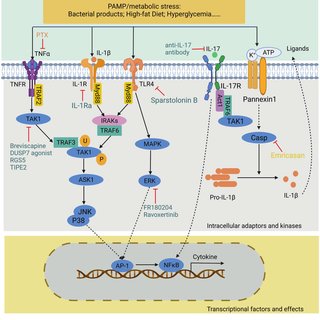 PAMP/metabolic stress:
Bacterial products; High-fat Diet; Hyperglycemia.....
PTX
TNFα
IL-1β
anti-IL-17
antibody
IL-17
K+
ATP
Ligands
TNFR
TRAF2
IL-1R
Myd88
IL-1Ra
Myd88
TLR4
Sparstolonin B
IL-17R
Act1
TRAF6
Pannexin1
TAK1
IRAKs
TRAF6
TAK1
Breviscapine
DUSP7 agonist
RGS5
TIPE2
TRAF3
U
TAK1
P
MAPK
Casp
Emricasan
ASK1
ERK
Pro-IL-1β
IL-1β
JNK
P38
FR180204
Ravoxertinib
Intracellular adaptors and kinases
AP-1
NFκB
Cytokine
Transcriptional factors and effects